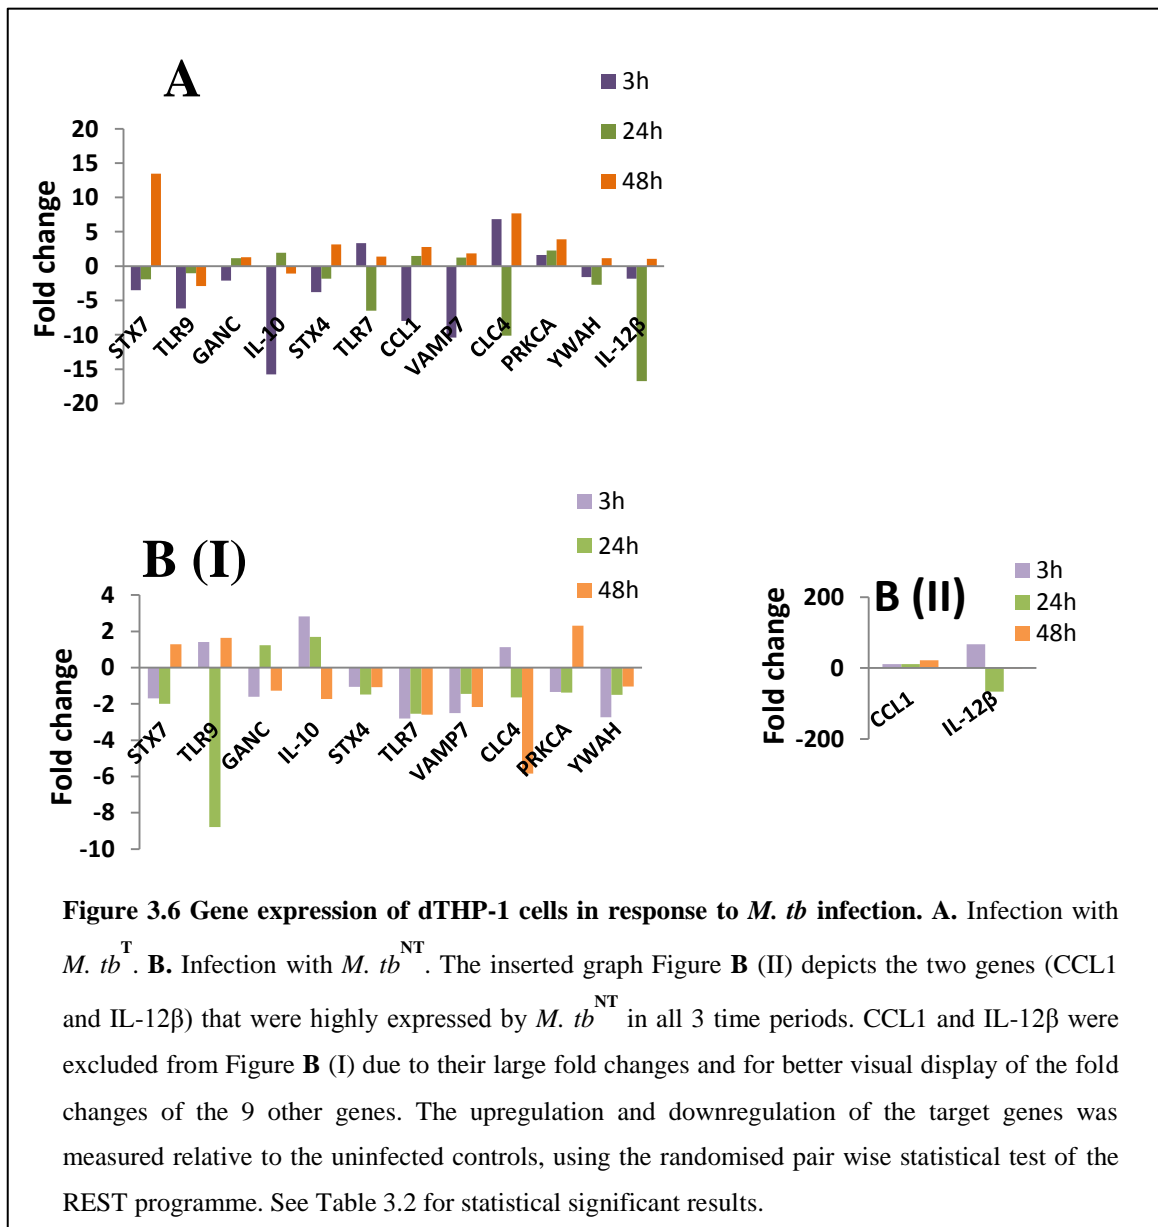 A
3h
24h
48h
Fold change
20
15
10
5
0
-5
-10
-15
-20
STX7
TLR9
GANC
IL-10
STX4
TLR7
CCL1
VAMP7
CLC4
PRKCA
YWAH
IL-12β
B (I)
3h
24h
48h
Fold change
4
2
0
-2
-4
-6
-8
-10
STX7
TLR9
GANC
IL-10
STX4
TLR7
VAMP7
CLC4
PRKCA
YWAH
B (II)
3h
24h
48h
Fold change
200
0
-200
CCL1
IL-12β
Figure 3.6 Gene expression of dTHP-1 cells in response to M. tb infection. A. Infection with
M. tb^T. B. Infection with M. tb^NT. The inserted graph Figure B (II) depicts the two genes (CCL1
and IL-12β) that were highly expressed by M. tb^NT in all 3 time periods. CCL1 and IL-12β were
excluded from Figure B (I) due to their large fold changes and for better visual display of the fold
changes of the 9 other genes. The upregulation and downregulation of the target genes was
measured relative to the uninfected controls, using the randomised pair wise statistical test of the
REST programme. See Table 3.2 for statistical significant results.